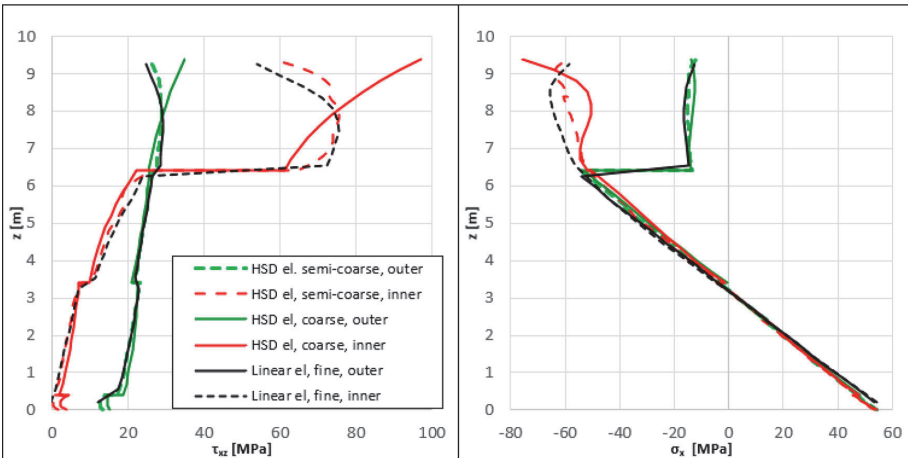 10
9
8
7
6
5
4
3
2
1
0
z [m]
HSD el. semi-coarse, outer
HSD el, semi-coarse, inner
HSD el, coarse, outer
HSD el, coarse, inner
Linear el, fine, outer
Linear el, fine, inner
0 20 40 60 80 100
τxz [MPa]
10
9
8
7
6
5
4
3
2
1
0
z [m]
-80 -60 -40 -20 0 20 40 60
σx [MPa]